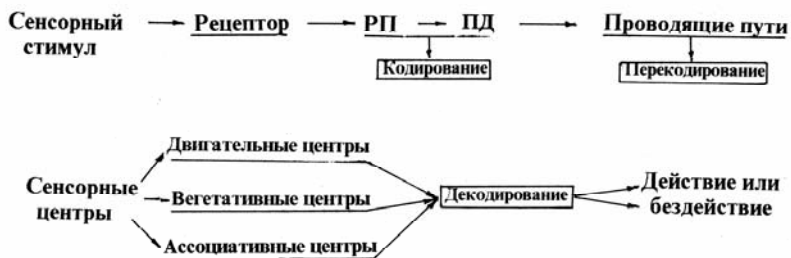 Сенсорный стимул
Рецептор
РП
ПД
Проводящие пути
Кодирование
Перекодирование
Двигательные центры
Сенсорные центры
Вегетативные центры
Ассоциативные центры
Декодирование
Действие или
бездействие